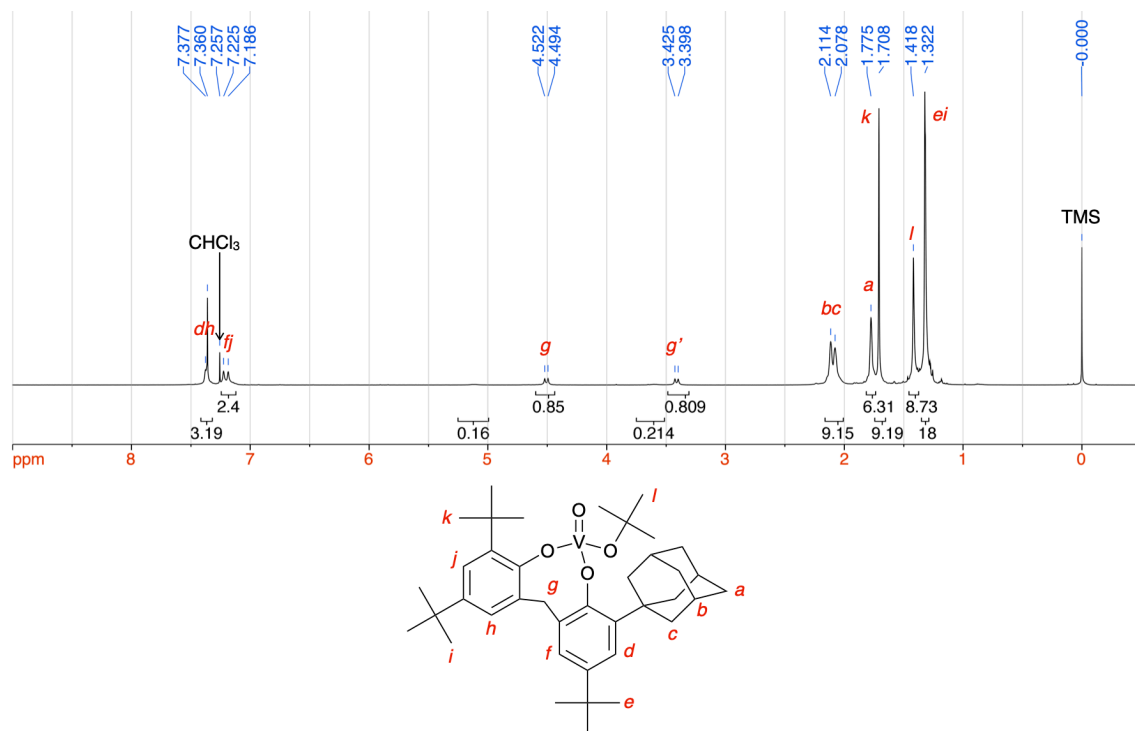 7.377
7.360
7.257
7.225
7.186
4.522
4.494
3.425
3.398
2.114
2.078
1.775
1.708
1.418
1.322
-0.000
k
ei
TMS
CHCl₃
l
a
bc
dh
fj
g
g’
2.4
0.85
0.809
6.31
8.73
3.19
0.16
0.214
9.15
9.19
18
ppm
8
7
6
5
4
3
2
1
0
l
k
O
V
O
O
j
g
a
b
h
c
f
d
i
e